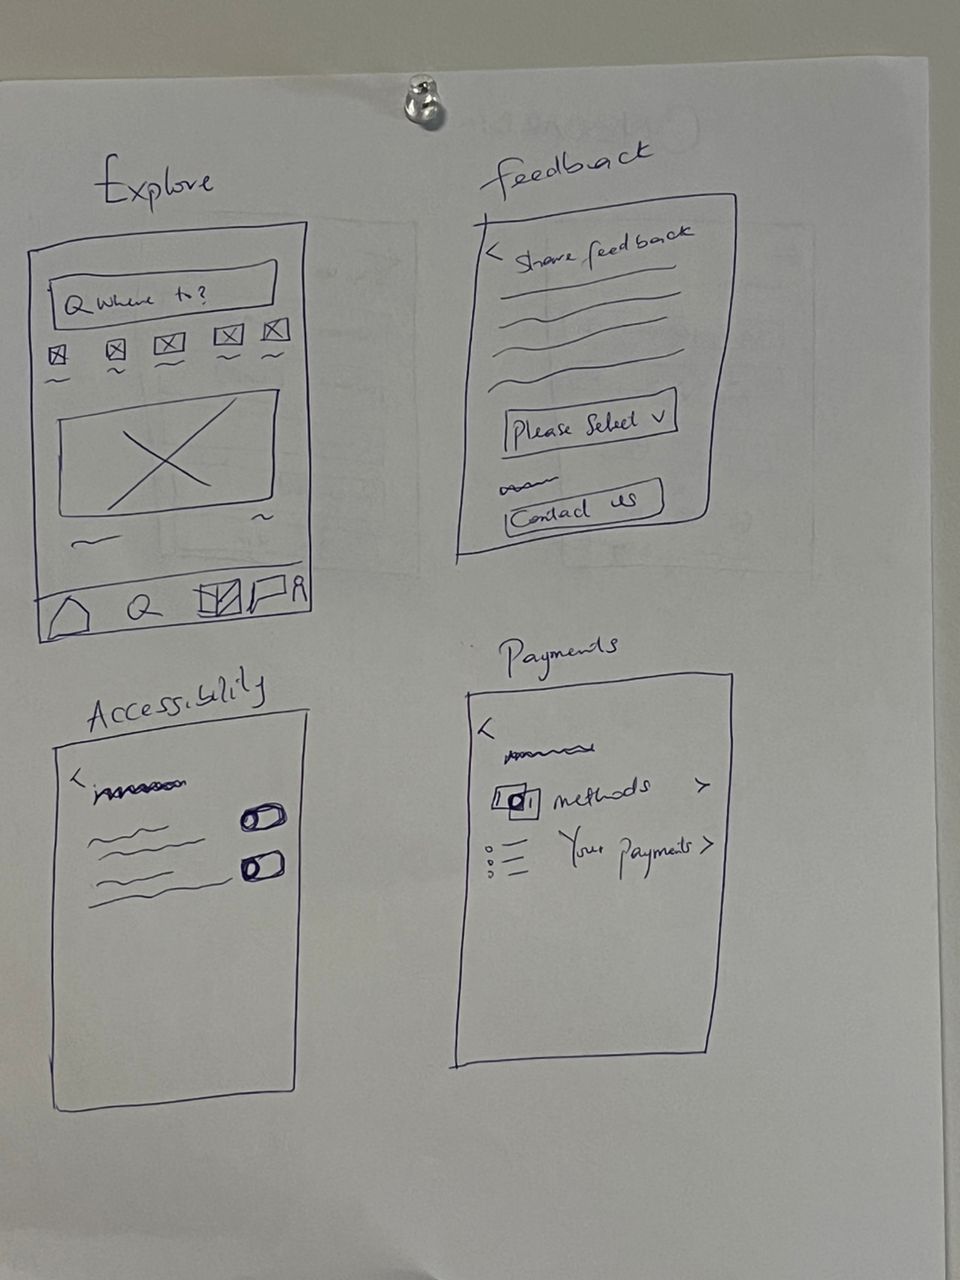 Explore
Where to?
Feedback
< Share feedback
Please Select
Contact us
Accessibility
<
Payments
<
methods >
Your payments >